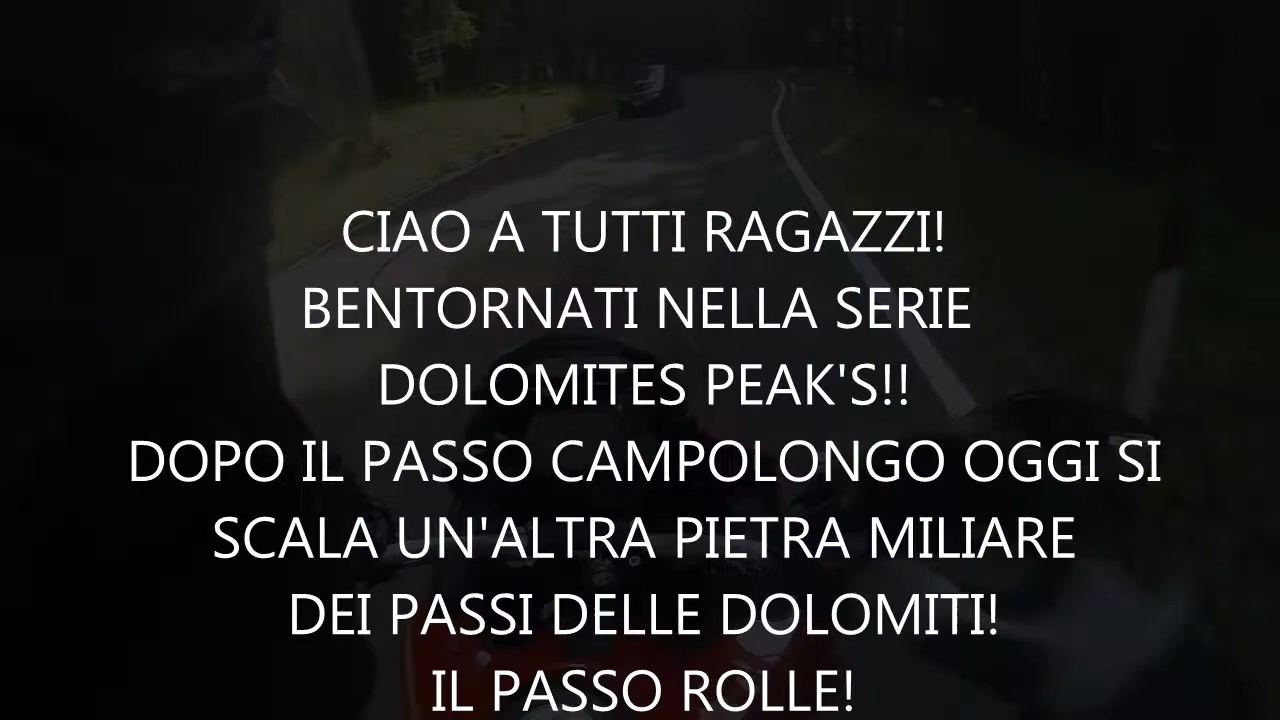 CIAO A TUTTI RAGAZZI!
BENTORNATI NELLA SERIE
DOLOMITES PEAK'S!!
DOPO IL PASSO CAMPOLONGO OGGI SI
SCALA UN'ALTRA PIETRA MILIARE
DEI PASSI DELLE DOLOMITI!
IL PASSO ROLLE!